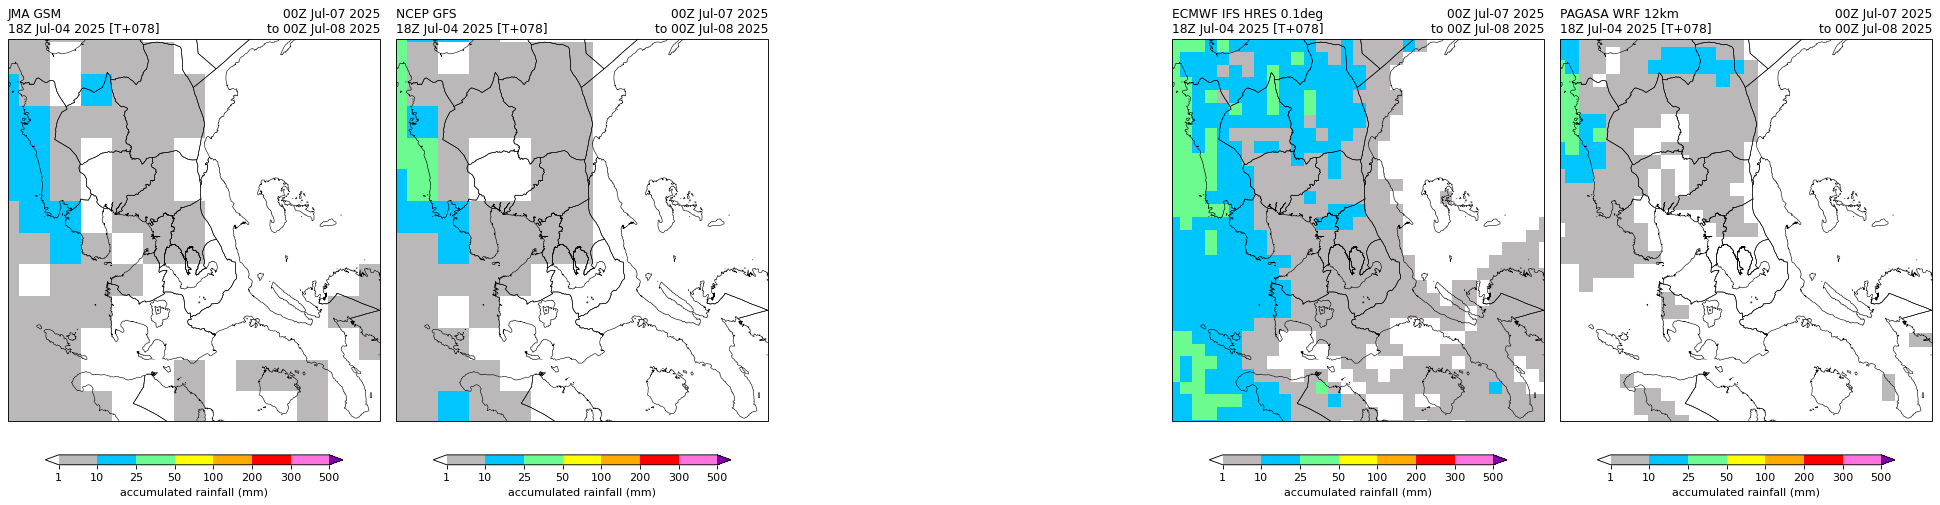 JMA GSM 00Z Jul-07 2025
18Z Jul-04 2025 [T+078] to 00Z Jul-08 2025
1 10 25 50 100 200 300 500
accumulated rainfall (mm)
NCEP GFS 00Z Jul-07 2025
18Z Jul-04 2025 [T+078] to 00Z Jul-08 2025
1 10 25 50 100 200 300 500
accumulated rainfall (mm)
ECMWF IFS HRES 0.1deg 00Z Jul-07 2025
18Z Jul-04 2025 [T+078] to 00Z Jul-08 2025
1 10 25 50 100 200 300 500
accumulated rainfall (mm)
PAGASA WRF 12km 00Z Jul-07 2025
18Z Jul-04 2025 [T+078] to 00Z Jul-08 2025
1 10 25 50 100 200 300 500
accumulated rainfall (mm)